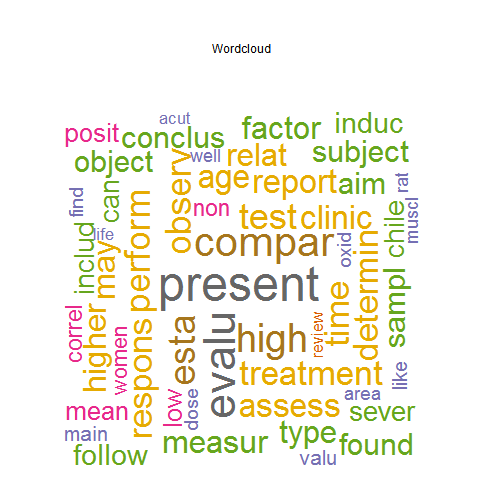 Wordcloud
acut
posit
conclus
factor
induc
object
observ
well
relat
subject
find
can
age
report
aim
rat
life
includ
may
perform
non
test
clinic
chile
muscl
compar
oxid
determin
sampl
present
correl
higher
women
respons
esta
evalu
high
review
time
treatment
like
mean
low
dose
assess
area
sever
main
follow
measur
type
valu
found